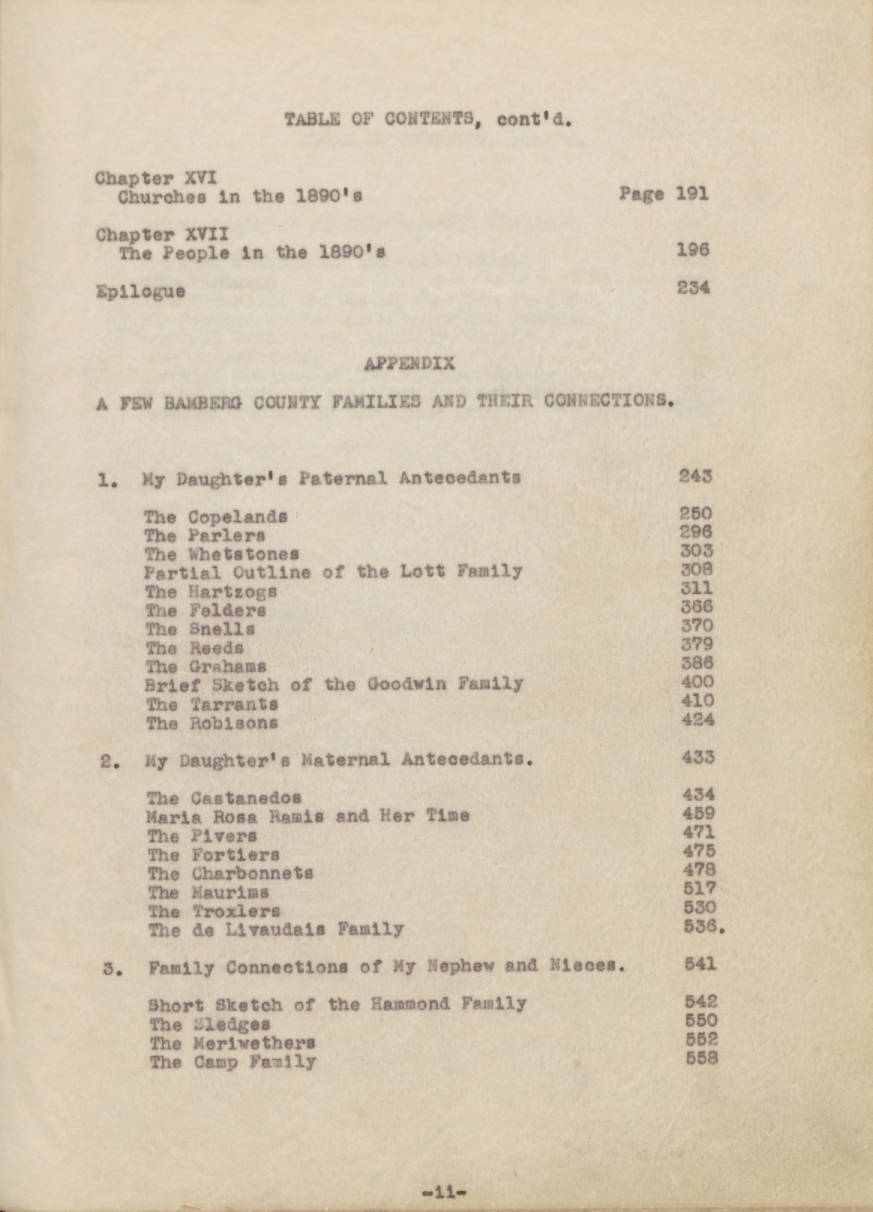 TABLE OF CONTENTS, cont'd.
Chapter XVI
Churches in the 1890's Page 191
Chapter XVII
The People in the 1890's 196
Epilogue 234
APPENDIX
A FEW BAMBERG COUNTY FAMILIES AND THEIR CONNECTIONS.
1. My Daughter's Paternal Antecedants 243
The Copelands 250
The Parlers 296
The Whetstones 303
Partial Outline of the Lott Family 308
The Hartzogs 311
The Felders 366
The Snells 370
The Reeds 379
The Grahams 386
Brief Sketch of the Goodwin Family 400
The Tarrants 410
The Robisons 424
2. My Daughter's Maternal Antecedants. 433
The Castanedos 434
Maria Rosa Ramis and Her Time 459
The Pivers 471
The Fortiers 475
The Charbonnets 478
The Maurims 517
The Troxlers 530
The de Livaudais Family 536.
3. Family Connections of My Nephew and Nieces. 541
Short Sketch of the Hammond Family 542
The Sledges 550
The Meriwethers 552
The Camp Family 558
-ii-